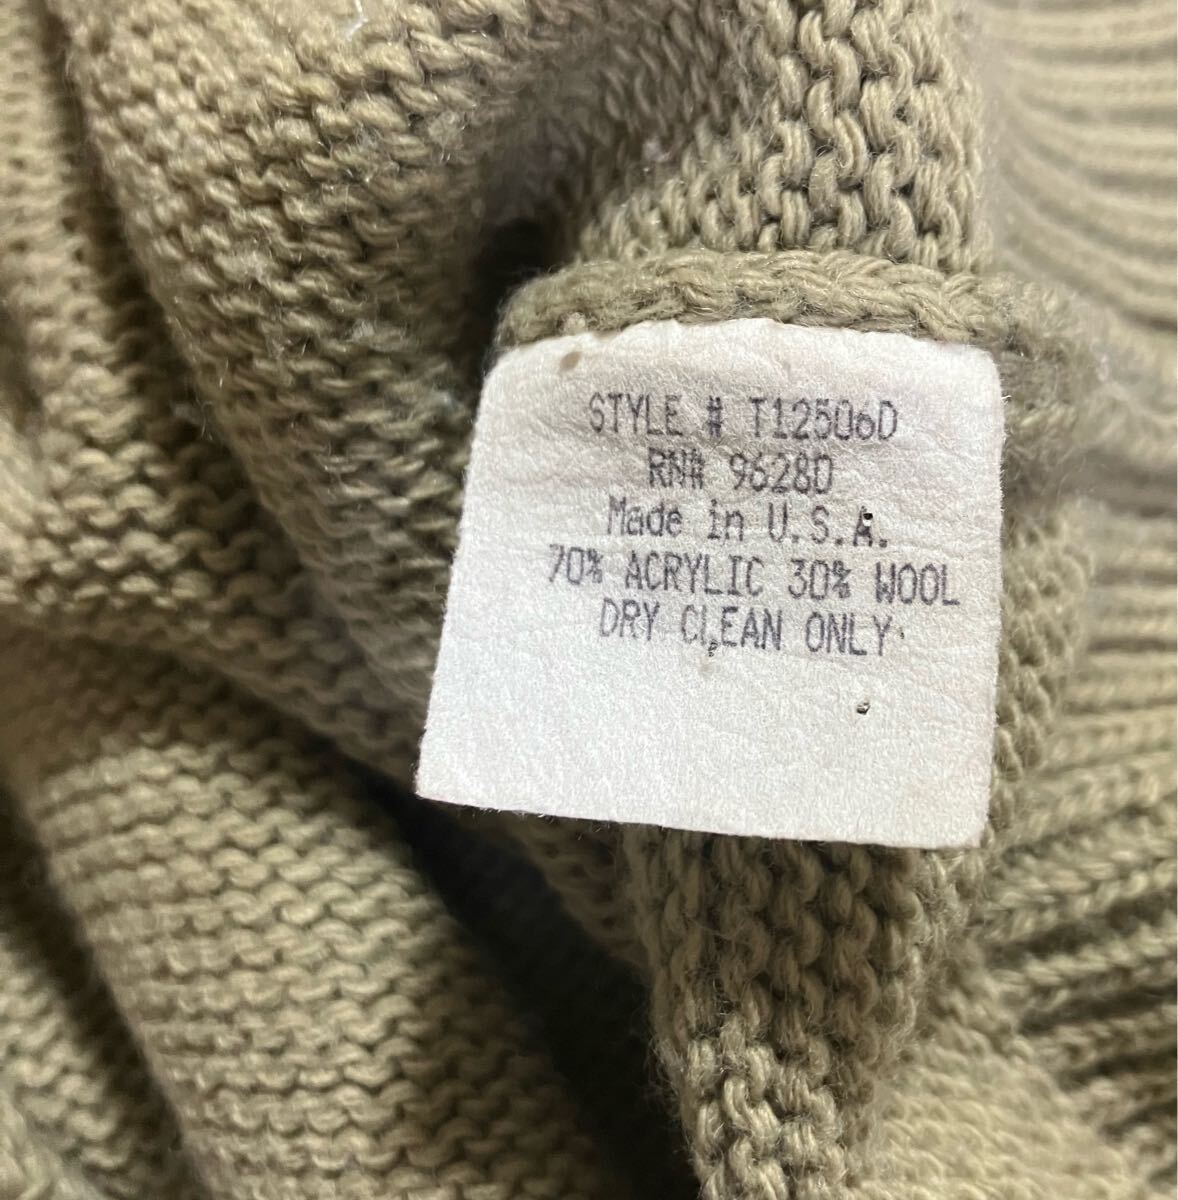 STYLE # T12506D
RN# 96280
Made in U.S.A.
70% ACRYLIC 30% WOOL
DRY CLEAN ONLY